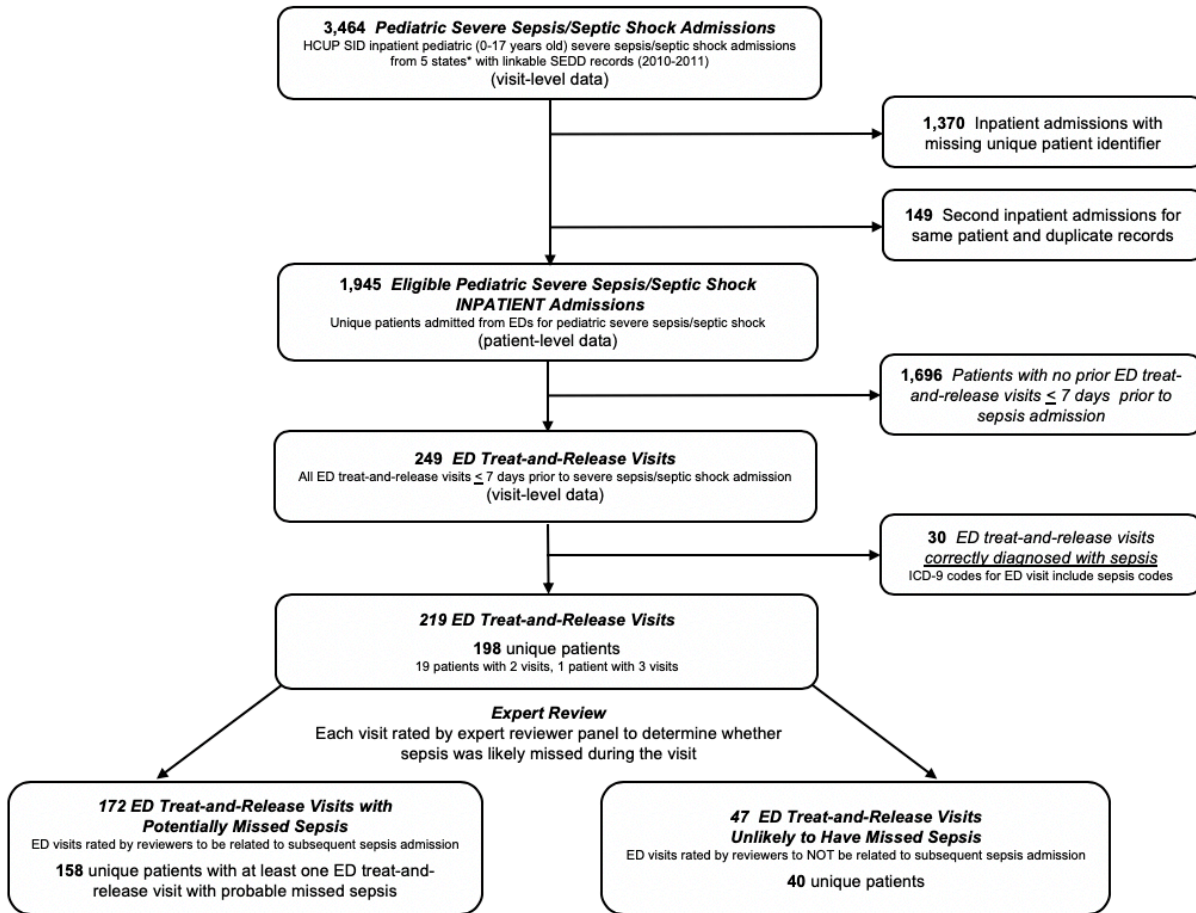 3,464 Pediatric Severe Sepsis/Septic Shock Admissions
HCUP SID inpatient pediatric (0-17 years old) severe sepsis/septic shock admissions
from 5 states* with linkable SEDD records (2010-2011)
(visit-level data)
1,370 Inpatient admissions with
missing unique patient identifier
149 Second inpatient admissions for
same patient and duplicate records
1,945 Eligible Pediatric Severe Sepsis/Septic Shock
INPATIENT Admissions
Unique patients admitted from EDs for pediatric severe sepsis/septic shock
(patient-level data)
1,696 Patients with no prior ED treat-
and-release visits < 7 days prior to
sepsis admission
249 ED Treat-and-Release Visits
All ED treat-and-release visits < 7 days prior to severe sepsis/septic shock admission
(visit-level data)
30 ED treat-and-release visits
correctly diagnosed with sepsis
ICD-9 codes for ED visit include sepsis codes
219 ED Treat-and-Release Visits
198 unique patients
19 patients with 2 visits, 1 patient with 3 visits
Expert Review
Each visit rated by expert reviewer panel to determine whether
sepsis was likely missed during the visit
172 ED Treat-and-Release Visits with
Potentially Missed Sepsis
ED visits rated by reviewers to be related to subsequent sepsis admission
158 unique patients with at least one ED treat-and-
release visit with probable missed sepsis
47 ED Treat-and-Release Visits
Unlikely to Have Missed Sepsis
ED visits rated by reviewers to NOT be related to subsequent sepsis admission
40 unique patients